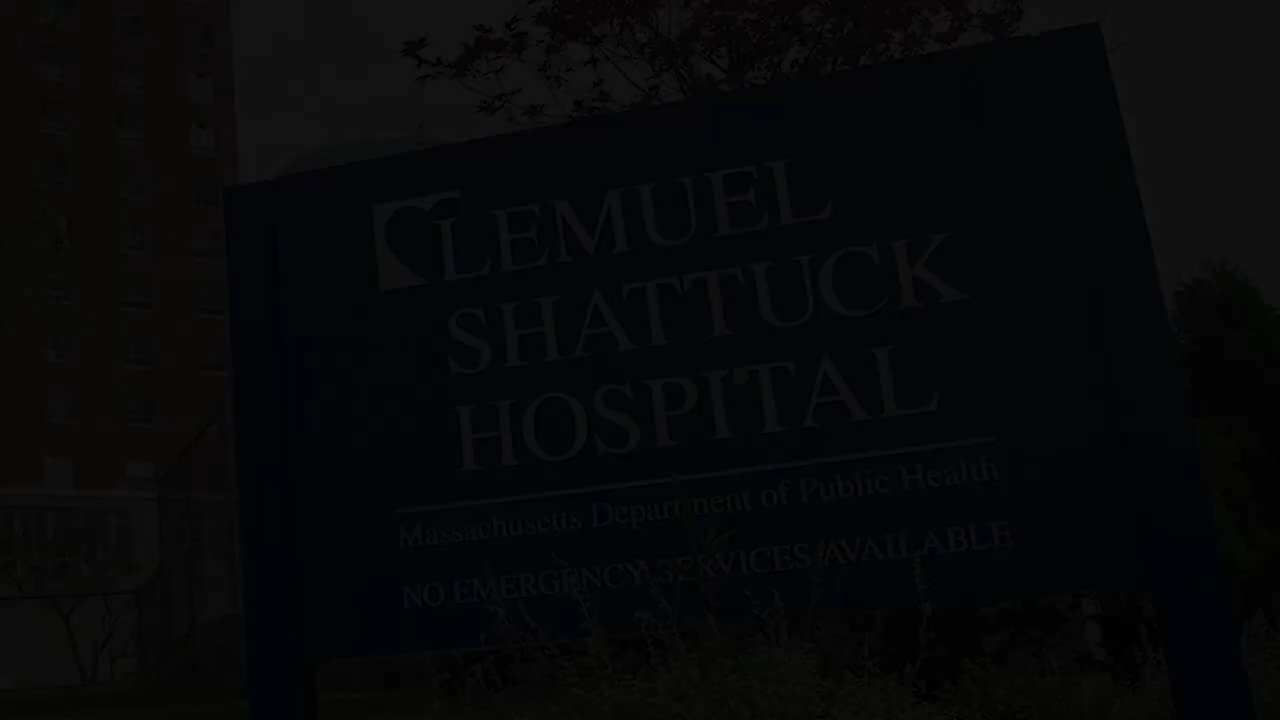 LEMUEL
SHATTUCK
HOSPITAL
Massachusetts Department of Public Health
NO EMERGENCY SERVICES AVAILABLE